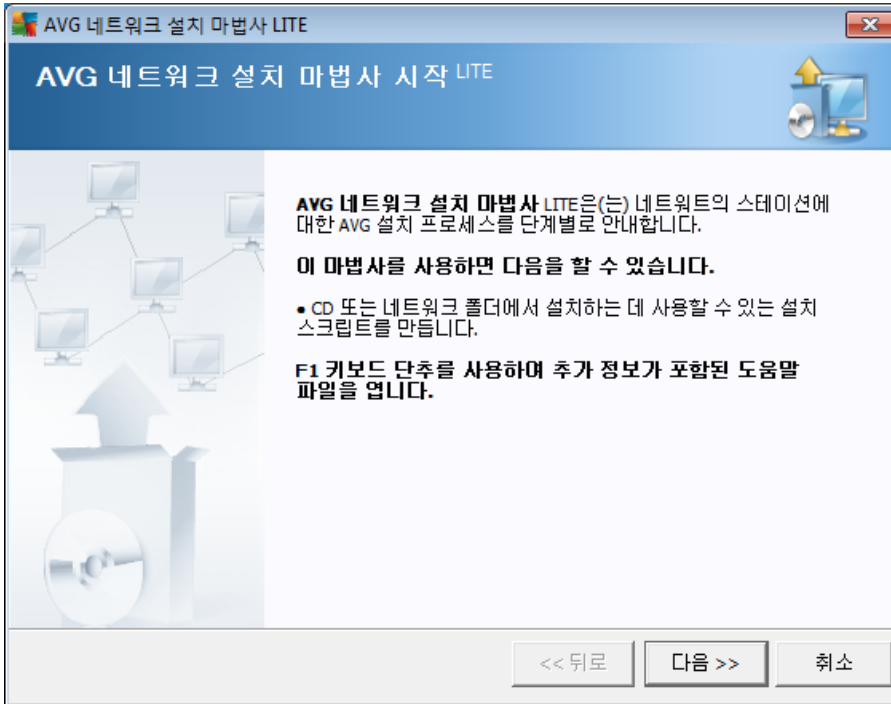 AVG 네트워크 설치 마법사 LITE
AVG 네트워크 설치 마법사 시작 LITE
AVG 네트워크 설치 마법사 LITE은(는) 네트워트의 스테이션에
대한 AVG 설치 프로세스를 단계별로 안내합니다.
이 마법사를 사용하면 다음을 할 수 있습니다.
• CD 또는 네트워크 폴더에서 설치하는 데 사용할 수 있는 설치
스크립트를 만듭니다.
F1 키보드 단추를 사용하여 추가 정보가 포함된 도움말
파일을 엽니다.
<< 뒤로
다음 >>
취소